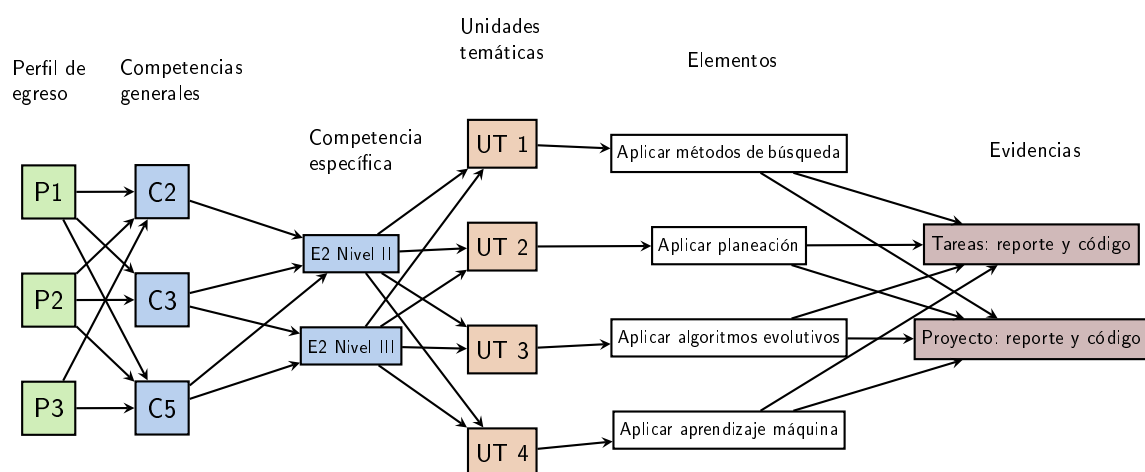 Perfil de
egreso
P1
P2
P3
Competencias
generales
C2
C3
C5
Competencia
específica
E2 Nivel II
E2 Nivel III
Unidades
temáticas
UT 1
UT 2
UT 3
UT 4
Elementos
Aplicar métodos de búsqueda
Aplicar planeación
Aplicar algoritmos evolutivos
Aplicar aprendizaje máquina
Evidencias
Tareas: reporte y código
Proyecto: reporte y código